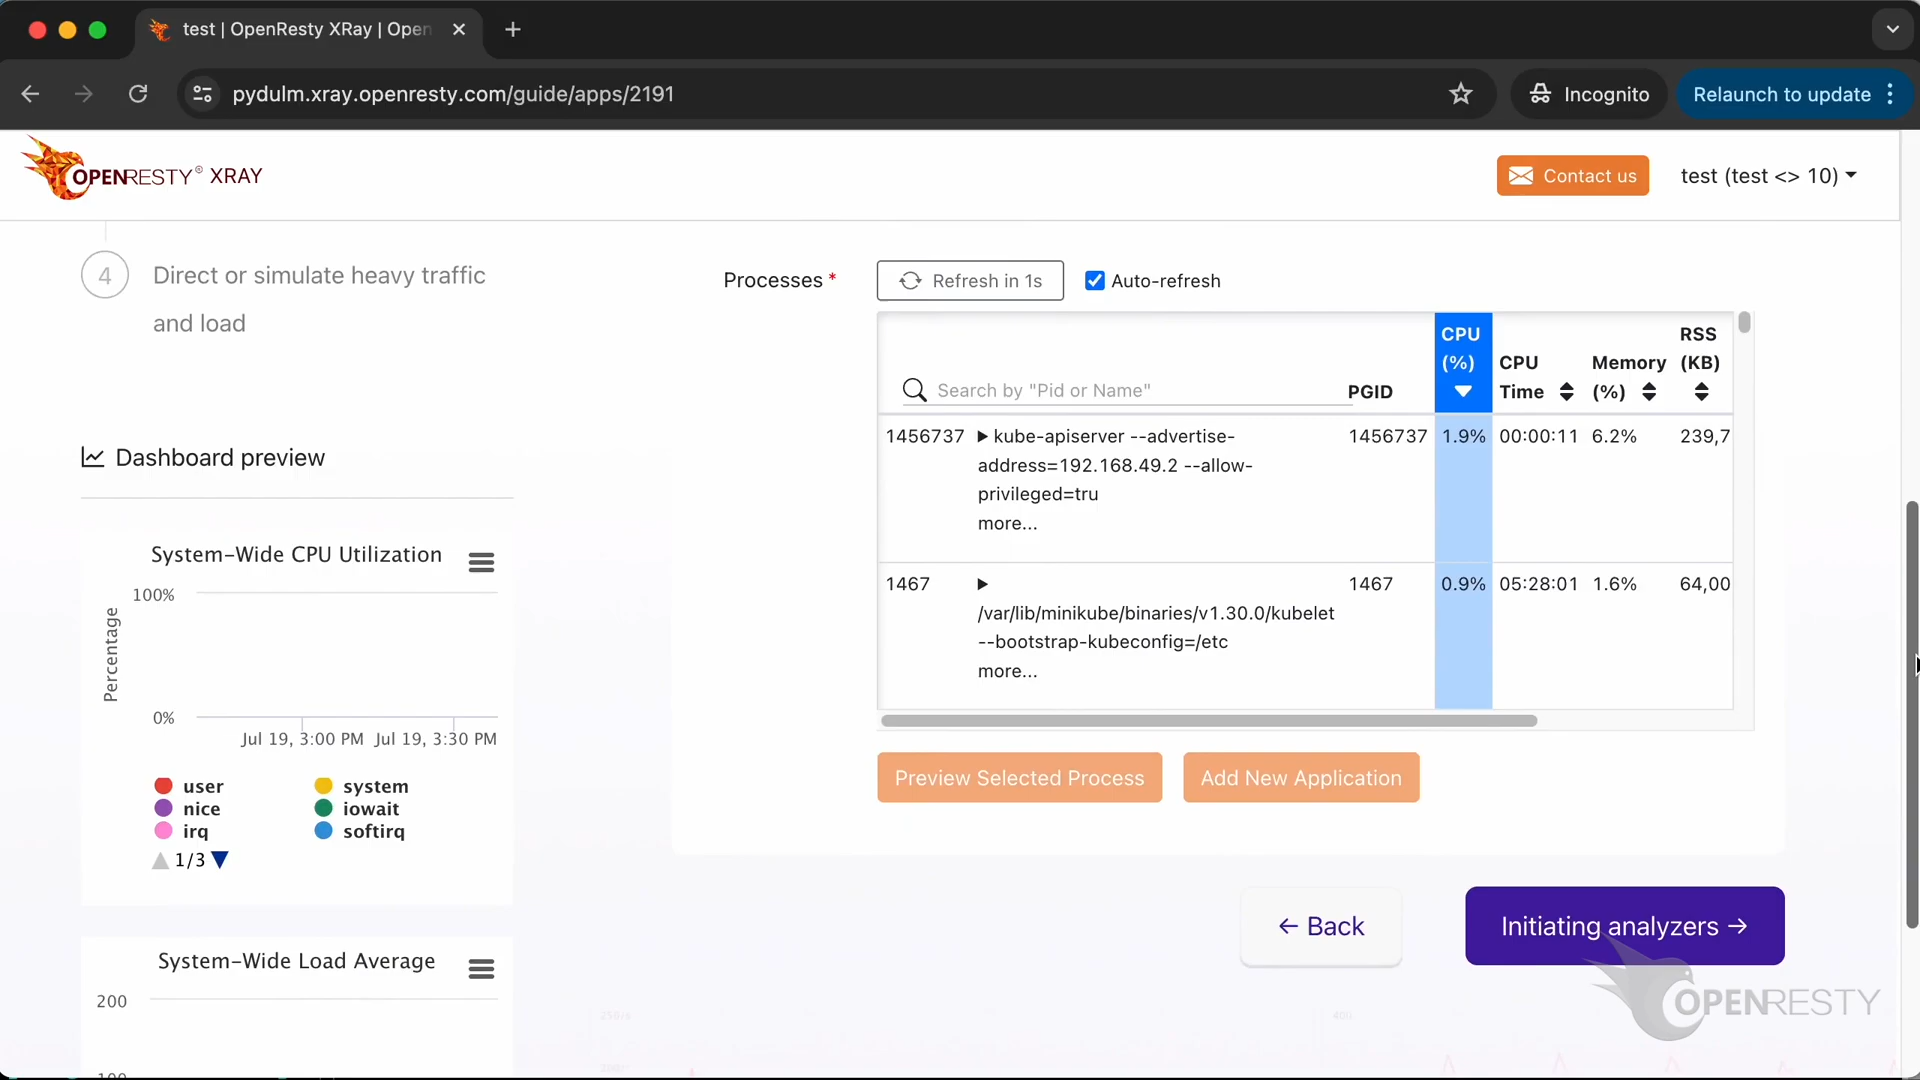 test | OpenResty XRay | Open
pydulm.xray.openresty.com/guide/apps/2191
Incognito
Relaunch to update
OPENRESTY® XRAY
Contact us
test (test <> 10)
4
Direct or simulate heavy traffic
and load
Processes *
Refresh in 1s
Auto-refresh
Search by "Pid or Name"
PGID
CPU
(%)
CPU
Time
Memory
(%)
RSS
(KB)
1456737
kube-apiserver --advertise-
address=192.168.49.2 --allow-
privileged=tru
more...
1456737
1.9%
00:00:11
6.2%
239,7
1467
/var/lib/minikube/binaries/v1.30.0/kubelet
--bootstrap-kubeconfig=/etc
more...
1467
0.9%
05:28:01
1.6%
64,00
Dashboard preview
System-Wide CPU Utilization
100%
Percentage
0%
Jul 19, 3:00 PM
Jul 19, 3:30 PM
user
system
nice
iowait
irq
softirq
1/3
Preview Selected Process
Add New Application
← Back
Initiating analyzers →
System-Wide Load Average
200
OPENRESTY